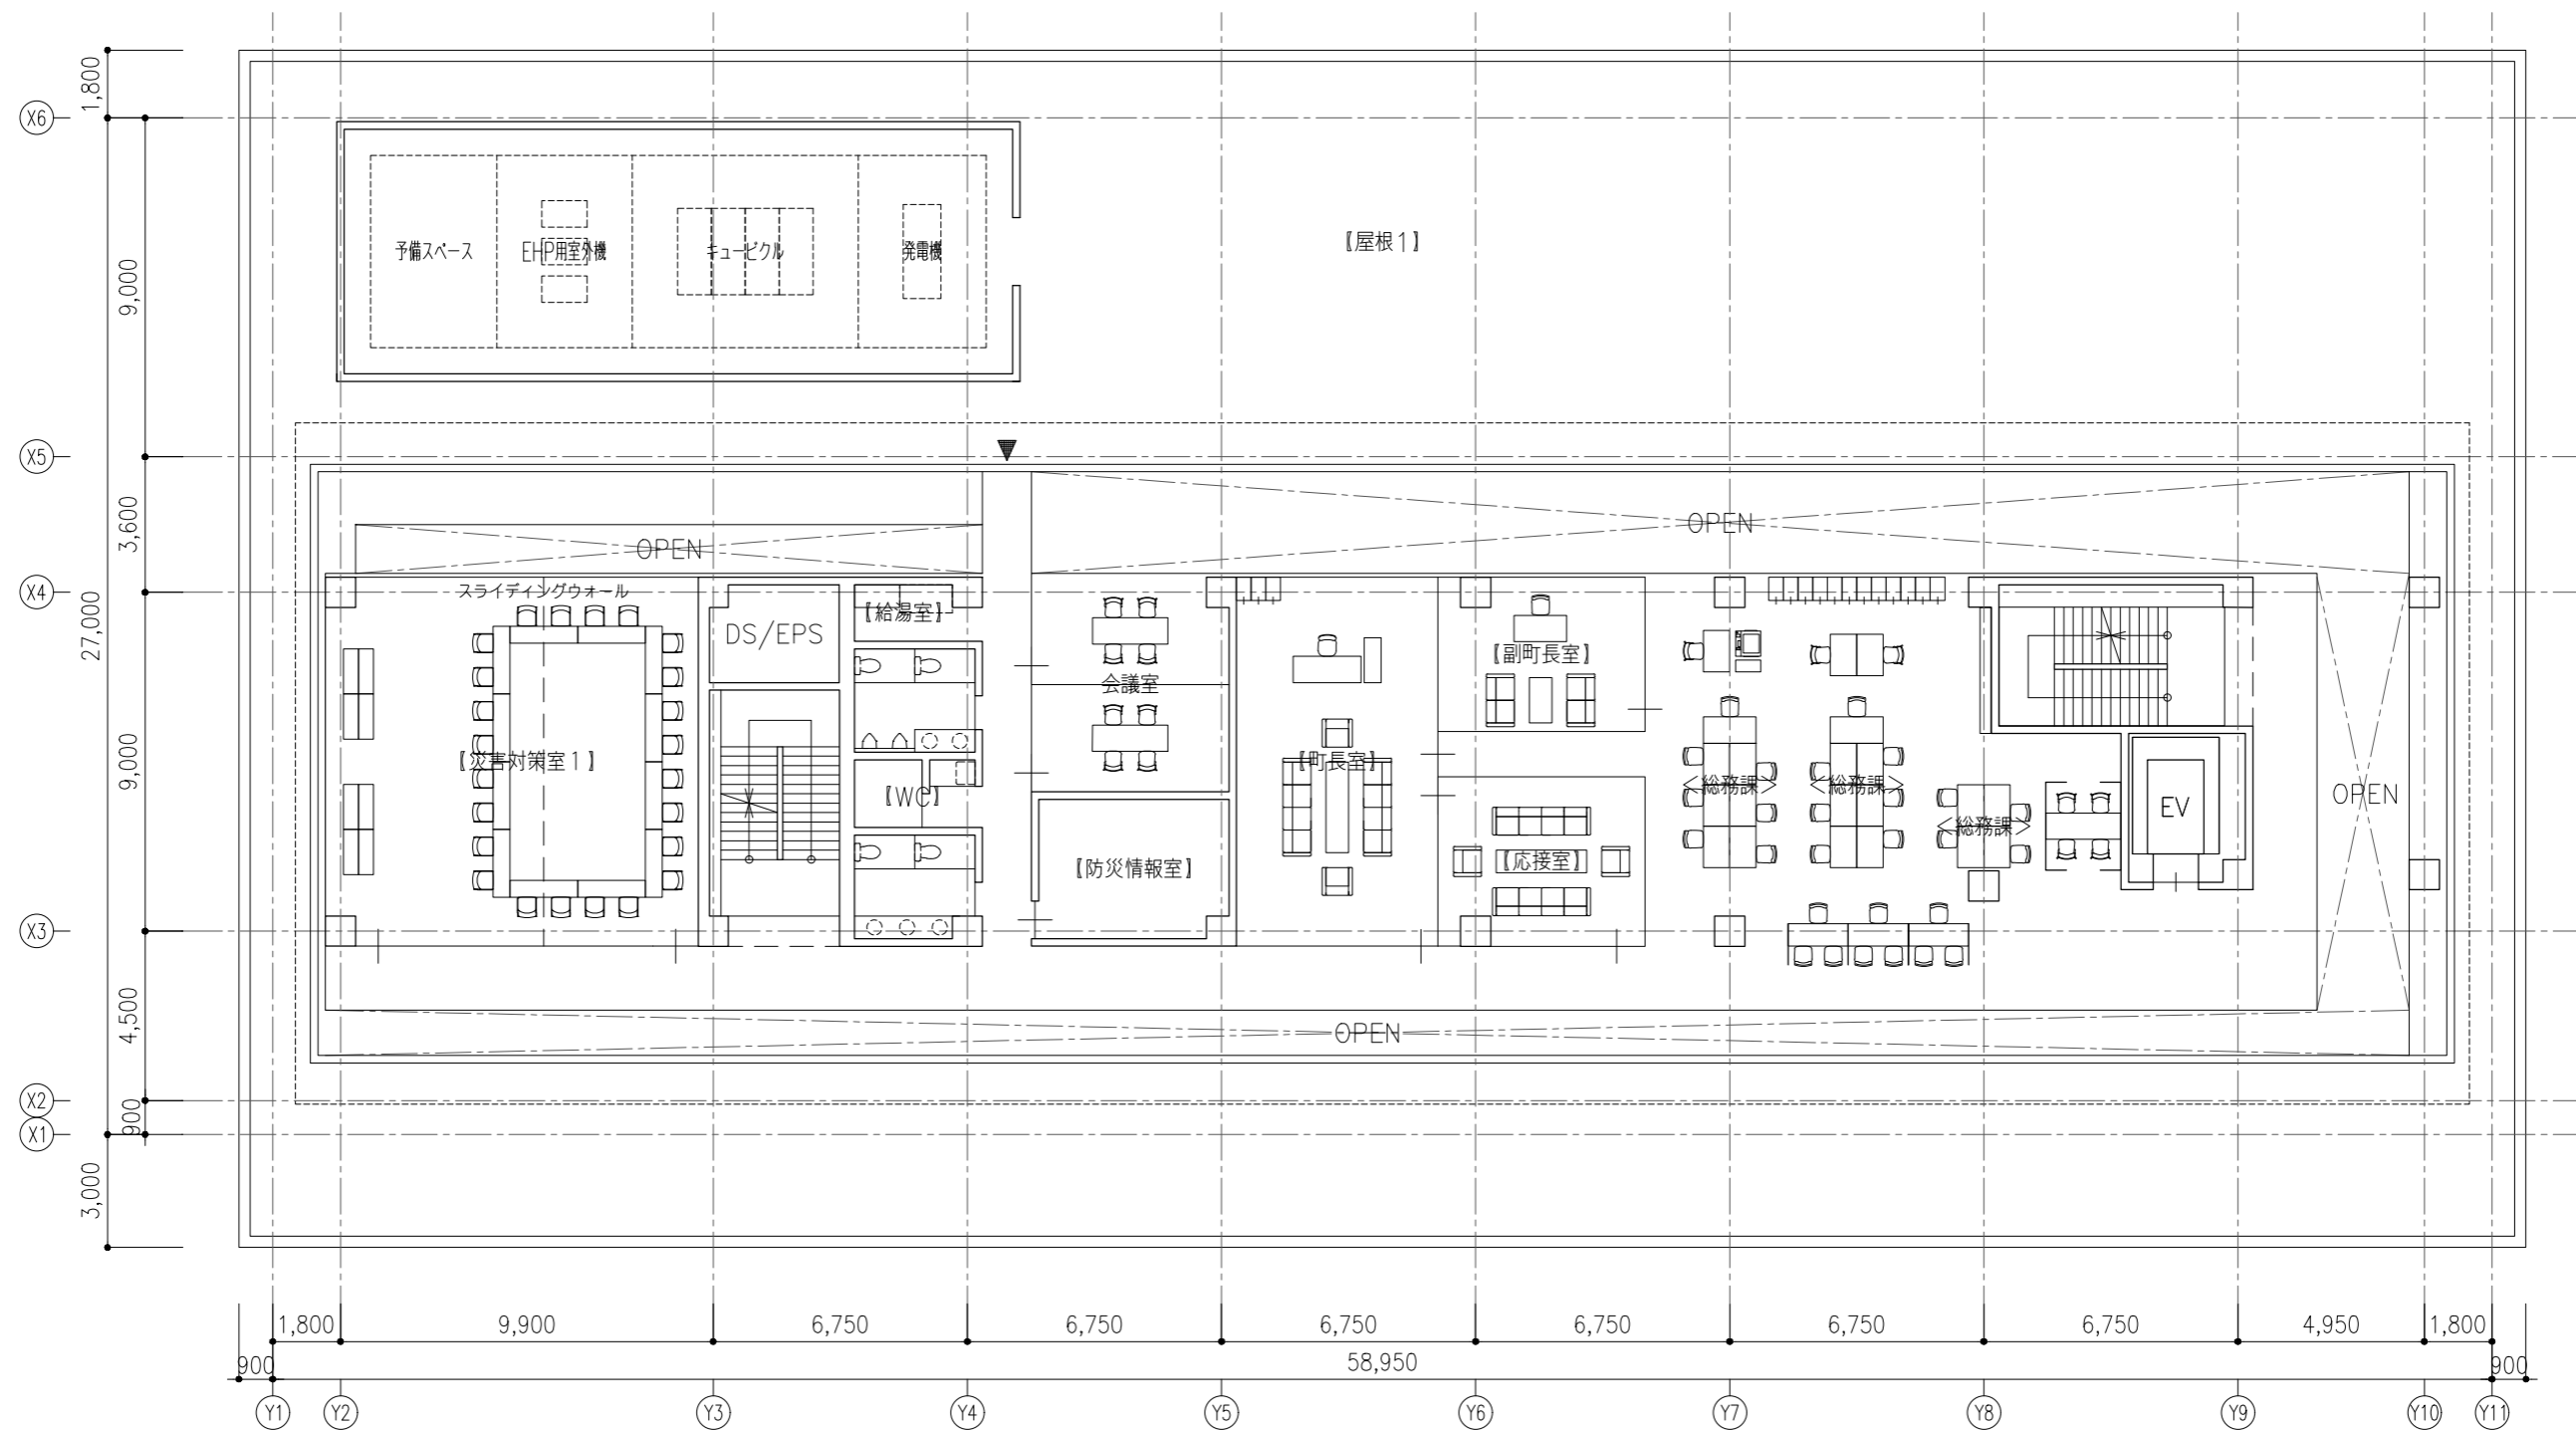 1,800
X6
9,000
予備スペース
EHP用室外機
キュービクル
発電機
【屋根1】
X5
3,600
OPEN
OPEN
X4
27,000
スライディングウォール
DS/EPS
【給湯室】
会議室
【副町長室】
9,000
【災害対策室1】
【WC】
【町長室】
<総務課>
<総務課>
<総務課>
EV
OPEN
【防災情報室】
【応接室】
X3
4,500
OPEN
X2
900
X1
3,000
1,800
9,900
6,750
6,750
6,750
6,750
6,750
6,750
4,950
1,800
900
58,950
900
Y1
Y2
Y3
Y4
Y5
Y6
Y7
Y8
Y9
Y10
Y11